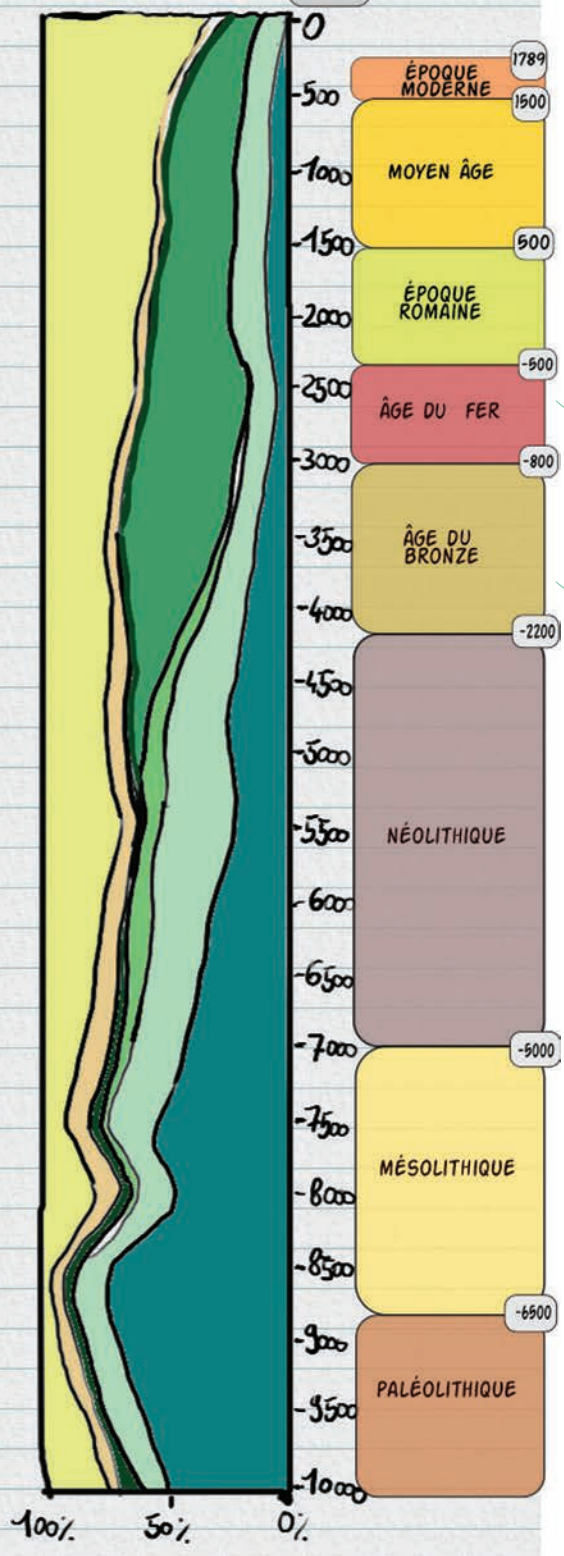 0
-500
-1000
-1500
-2000
-2500
-3000
-3500
-4000
-4500
-5000
-5500
-6000
-6500
-7000
-7500
-8000
-8500
-9000
-9500
-10000
100%
50%
0%
1789
ÉPOQUE
MODERNE
1500
MOYEN ÂGE
500
ÉPOQUE
ROMAINE
-500
ÂGE DU FER
-800
ÂGE DU
BRONZE
-2200
NÉOLITHIQUE
-5000
MÉSOLITHIQUE
-6500
PALÉOLITHIQUE